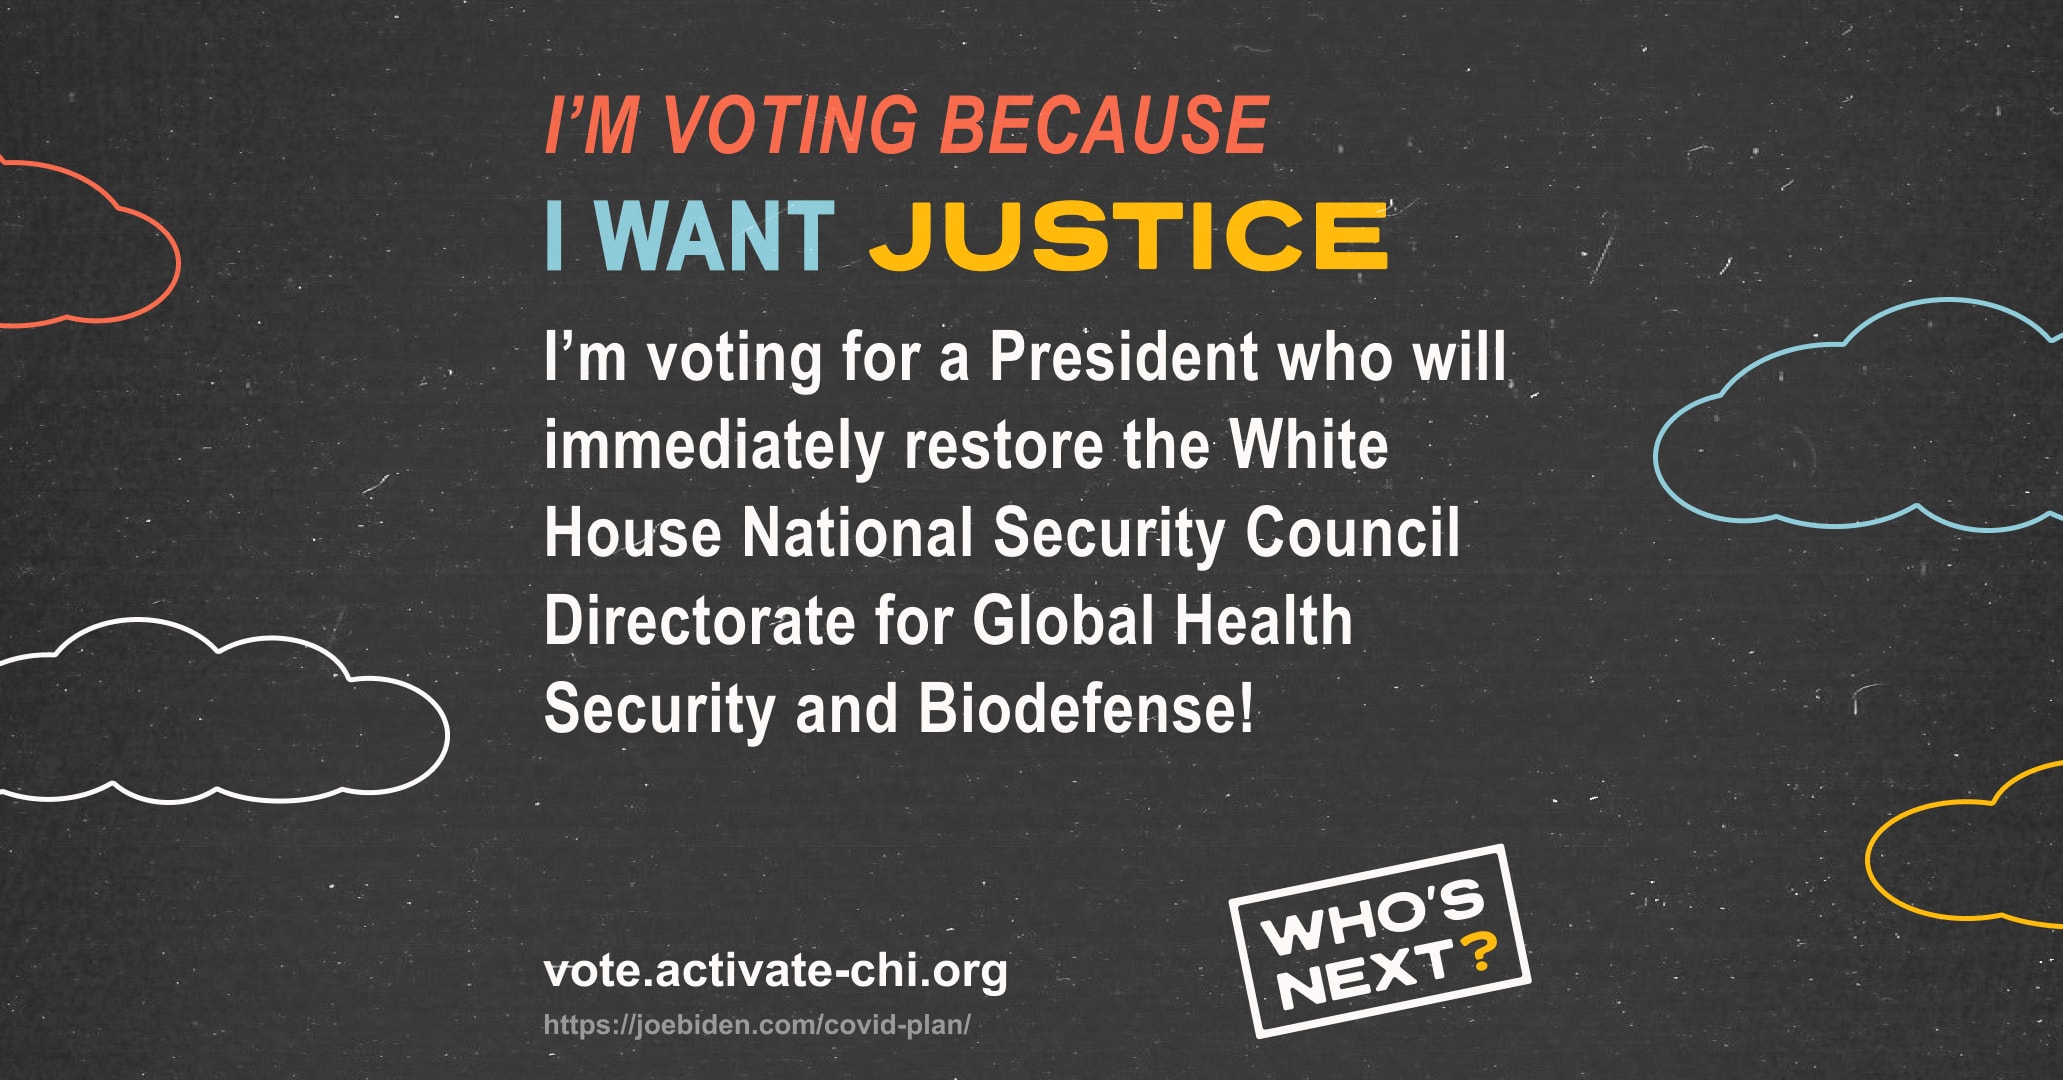 I’M VOTING BECAUSE
I WANT JUSTICE
I’m voting for a President who will
immediately restore the White
House National Security Council
Directorate for Global Health
Security and Biodefense!
WHO’S
NEXT?
vote.activate-chi.org
https://joebiden.com/covid-plan/